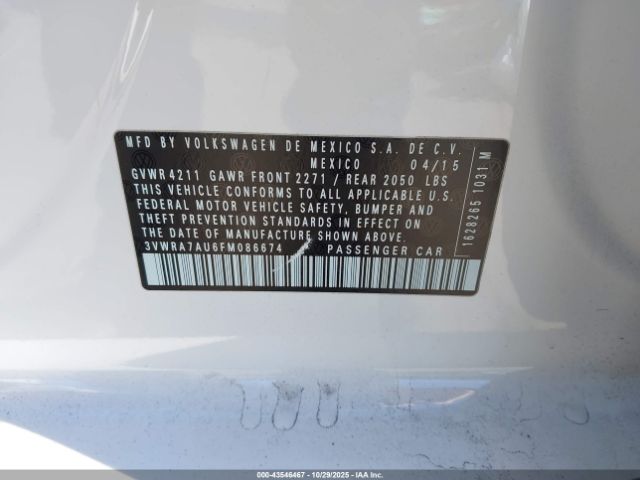 MFD BY VOLKSWAGEN DE MEXICO S.A. DE C.V.
MEXICO 04/15
GVWR 4211 GAWR FRONT 2271 / REAR 2050 LBS
THIS VEHICLE CONFORMS TO ALL APPLICABLE U.S.
FEDERAL MOTOR VEHICLE SAFETY, BUMPER AND
THEFT PREVENTION STANDARDS IN EFFECT ON
THE DATE OF MANUFACTURE SHOWN ABOVE.
3VWRA7AU6FM086674 PASSENGER CAR
1628265 1031 M
000-43546467 - 10/29/2025 - IAAI.COM